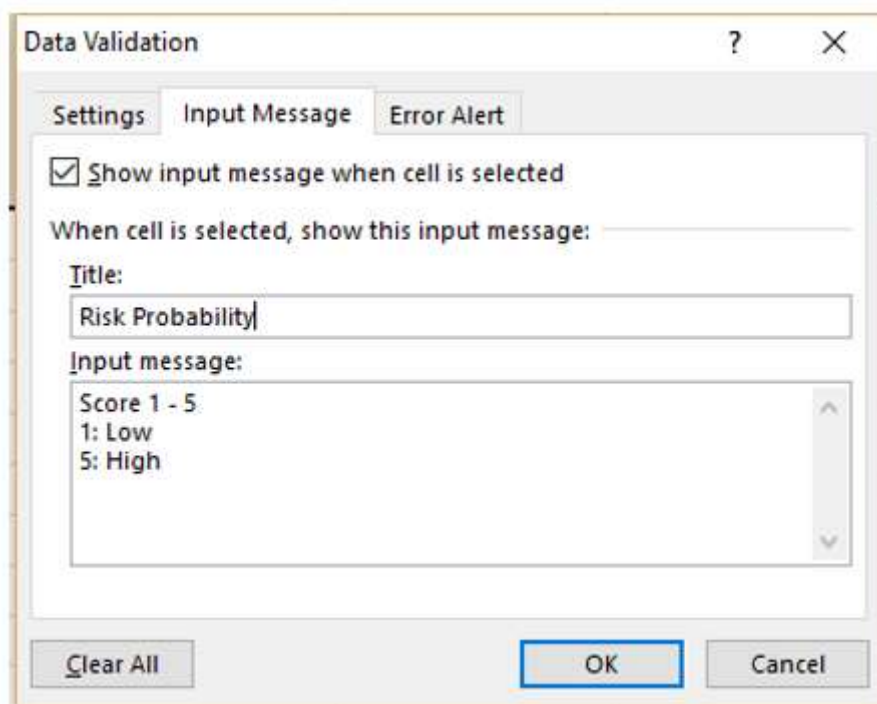 Data Validation ? ×
Settings Input Message Error Alert
Show input message when cell is selected
When cell is selected, show this input message:
Title:
Risk Probability
Input message:
Score 1 - 5
1: Low
5: High
Clear All OK Cancel